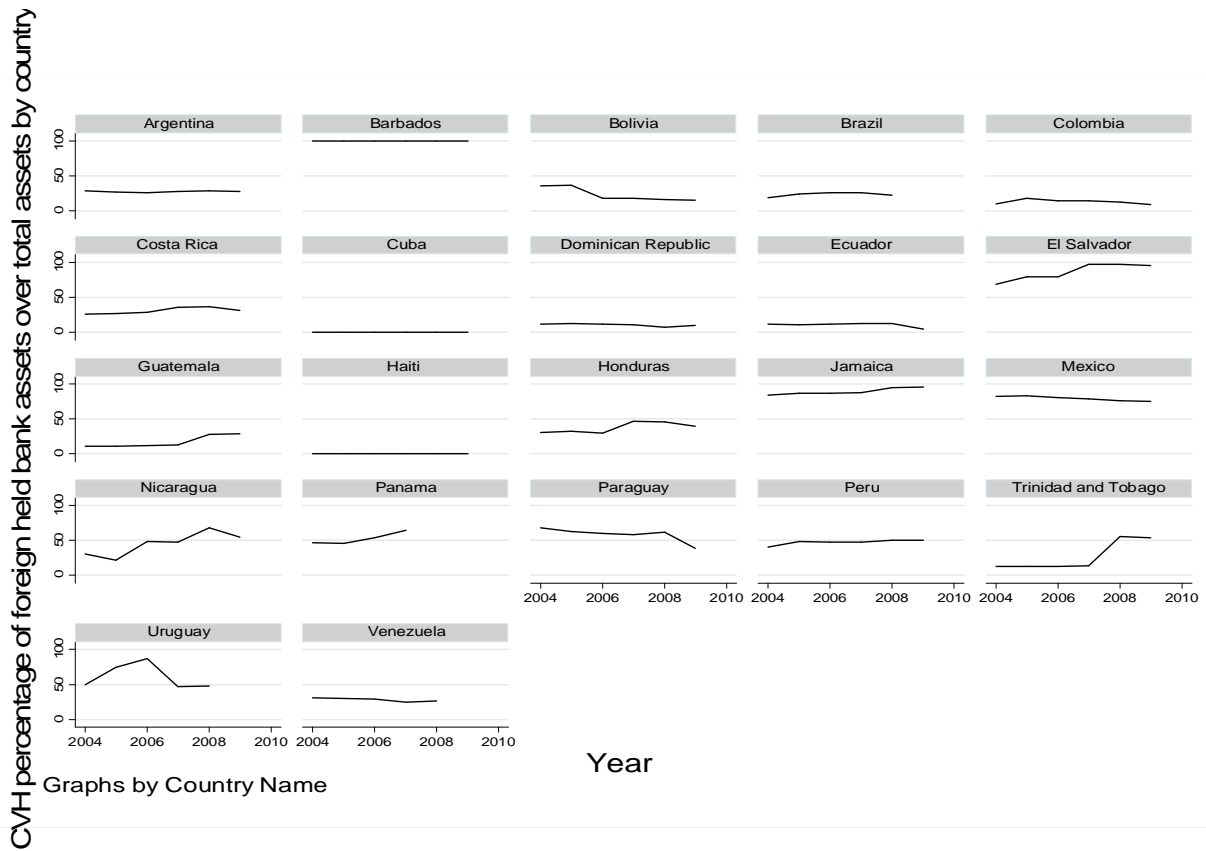 CVH percentage of foreign held bank assets over total assets by country
Argentina Barbados Bolivia Brazil Colombia
100
50
0
Costa Rica Cuba Dominican Republic Ecuador El Salvador
100
50
0
Guatemala Haiti Honduras Jamaica Mexico
100
50
0
Nicaragua Panama Paraguay Peru Trinidad and Tobago
100
50
0
2004 2006 2008 2010 2004 2006 2008 2010 2004 2006 2008 2010
Uruguay Venezuela
100
50
0
2004 2006 2008 2010 2004 2006 2008 2010
Year
Graphs by Country Name